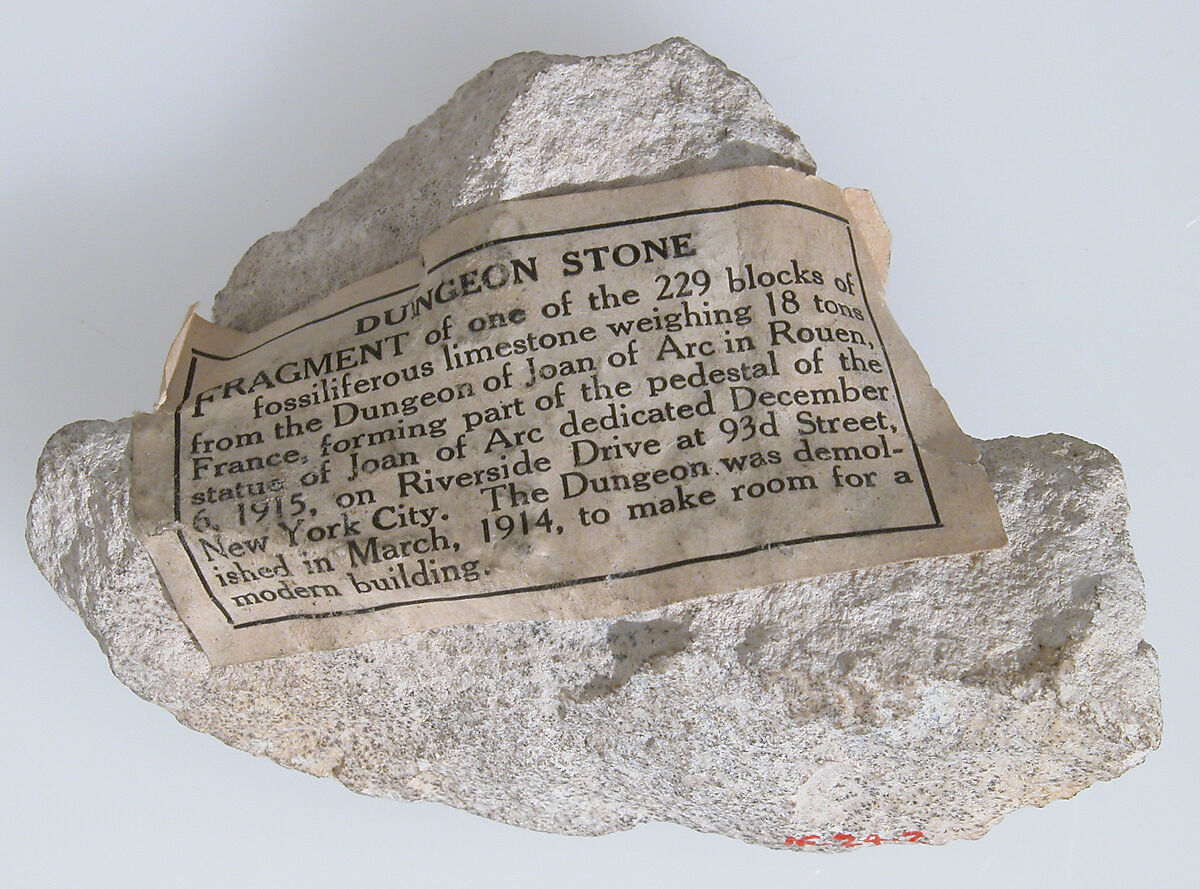 DUNGEON STONE
FRAGMENT of one of the 229 blocks of
fossiliferous limestone weighing 18 tons
from the Dungeon of Joan of Arc in Rouen,
France, forming part of the pedestal of the
statue of Joan of Arc dedicated December
6, 1915, on Riverside Drive at 93d Street,
New York City. The Dungeon was demol-
ished in March, 1914, to make room for a
modern building.
24-2